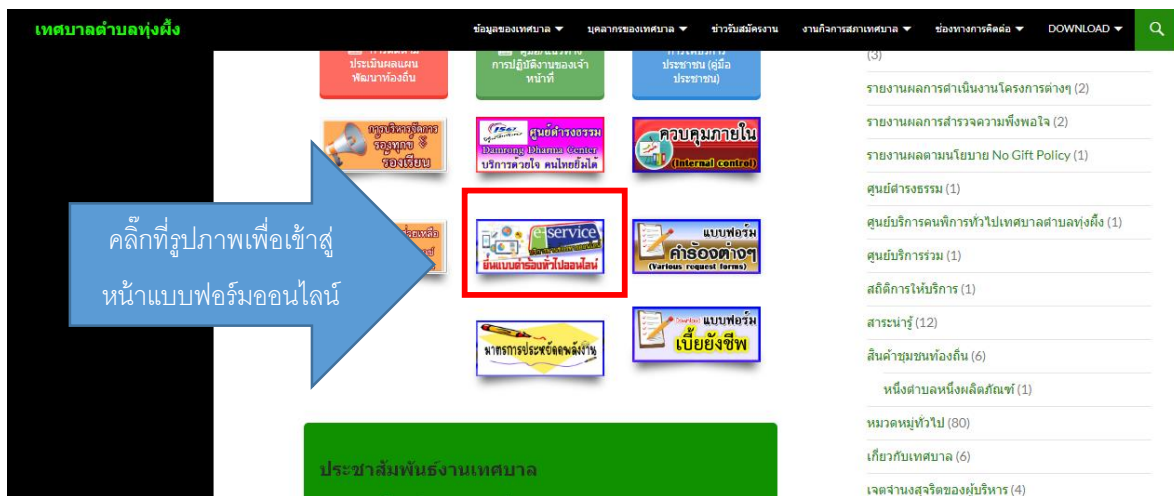 เทศบาลตำบลทุ่งผึ้ง
ข้อมูลของเทศบาล
บุคลากรของเทศบาล
ข่าวรับสมัครงาน
งานกิจการสภาเทศบาล
ช่องทางการติดต่อ
DOWNLOAD
ประเมินผลแผน
พัฒนาท้องถิ่น
การปฏิบัติงานของเจ้า
หน้าที่
ประชาชน (คู่มือ
ประชาชน)
การบริหารจัดการ
ร้องทุกข์ &
ร้องเรียน
ศูนย์ดำรงธรรม
Damrong Dharma Center
บริการด้วยใจ คนไทยยิ้มได้
ควบคุมภายใน
(Internal control)
คลิ๊กที่รูปภาพเพื่อเข้าสู่
หน้าแบบฟอร์มออนไลน์
e-service
ยื่นแบบคำร้องทั่วไปออนไลน์
แบบฟอร์ม
คำร้องต่างๆ
(Various request forms)
มาตรการประหยัดพลังงาน
Download แบบฟอร์ม
เบี้ยยังชีพ
ประชาสัมพันธ์งานเทศบาล
(3)
รายงานผลการดำเนินงานโครงการต่างๆ (2)
รายงานผลการสำรวจความพึงพอใจ (2)
รายงานผลตามนโยบาย No Gift Policy (1)
ศูนย์ดำรงธรรม (1)
ศูนย์บริการคนพิการทั่วไปเทศบาลตำบลทุ่งผึ้ง (1)
ศูนย์บริการร่วม (1)
สถิติการให้บริการ (1)
สาระน่ารู้ (12)
สินค้าชุมชนท้องถิ่น (6)
หนึ่งตำบลหนึ่งผลิตภัณฑ์ (1)
หมวดหมู่ทั่วไป (80)
เกี่ยวกับเทศบาล (6)
เจตจำนงสุจริตของผู้บริหาร (4)